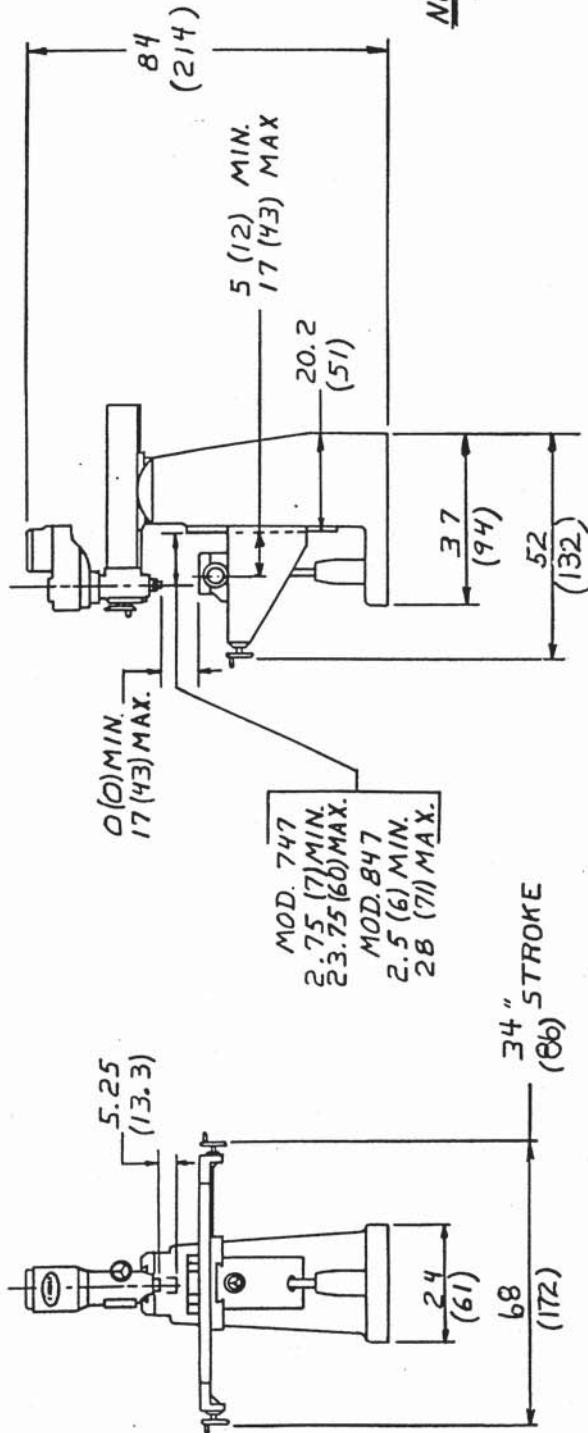 84
(214)
5 (12) MIN.
17 (43) MAX
20.2
(51)
37
(94)
52
(132)
0(0)MIN.
17(43)MAX.
MOD. 747
2.75 (7)MIN.
23.75(60)MAX.
MOD. 847
2.5 (6) MIN.
28 (71) MAX.
5.25
(13.3)
34" STROKE
(86)
24
(61)
68
(172)